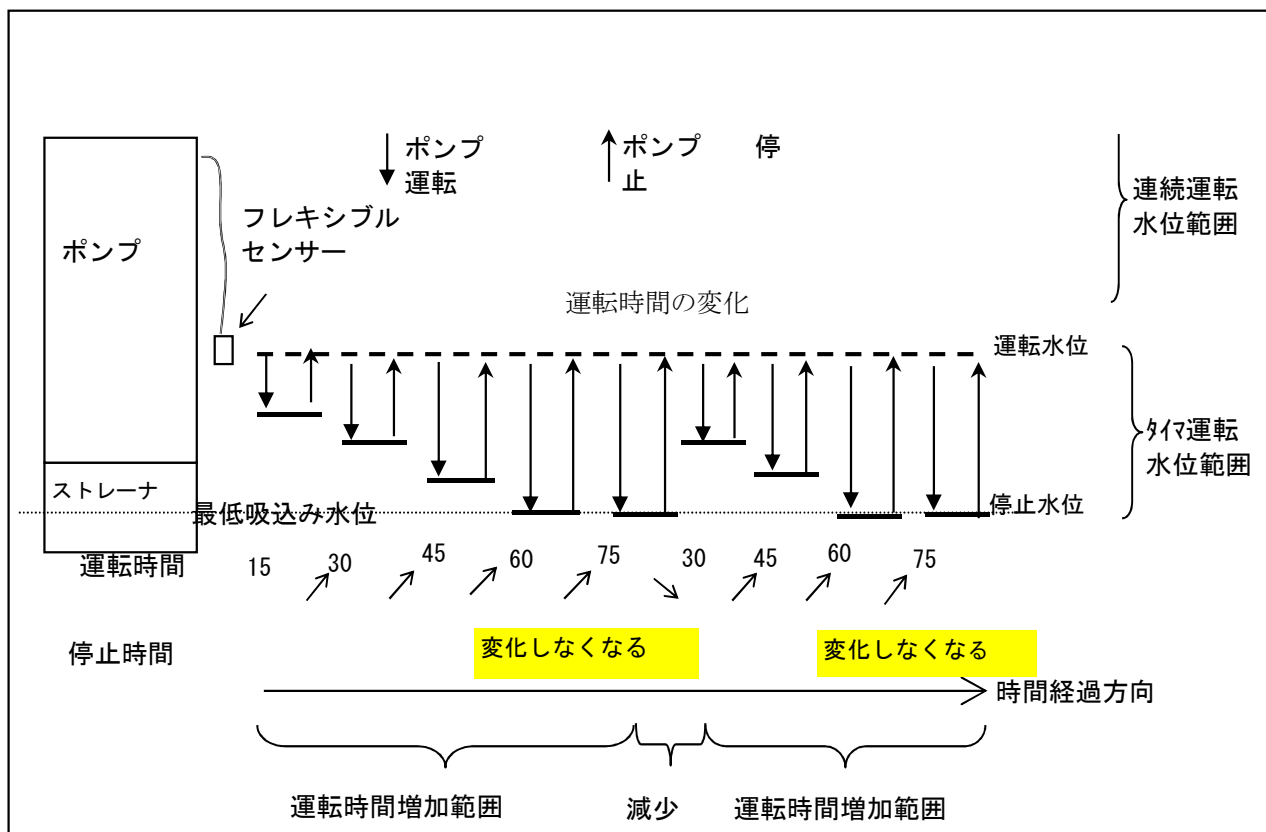 ポンプ
運転
ポンプ 停
止
連続運転
水位範囲
フレキシブル
センサー
ポンプ
運転時間の変化
運転水位
ﾀｲﾏ運転
水位範囲
ストレーナ
最低吸込み水位
停止水位
運転時間
15 30 45 60 75 30 45 60 75
停止時間
変化しなくなる
変化しなくなる
時間経過方向
運転時間増加範囲
減少
運転時間増加範囲